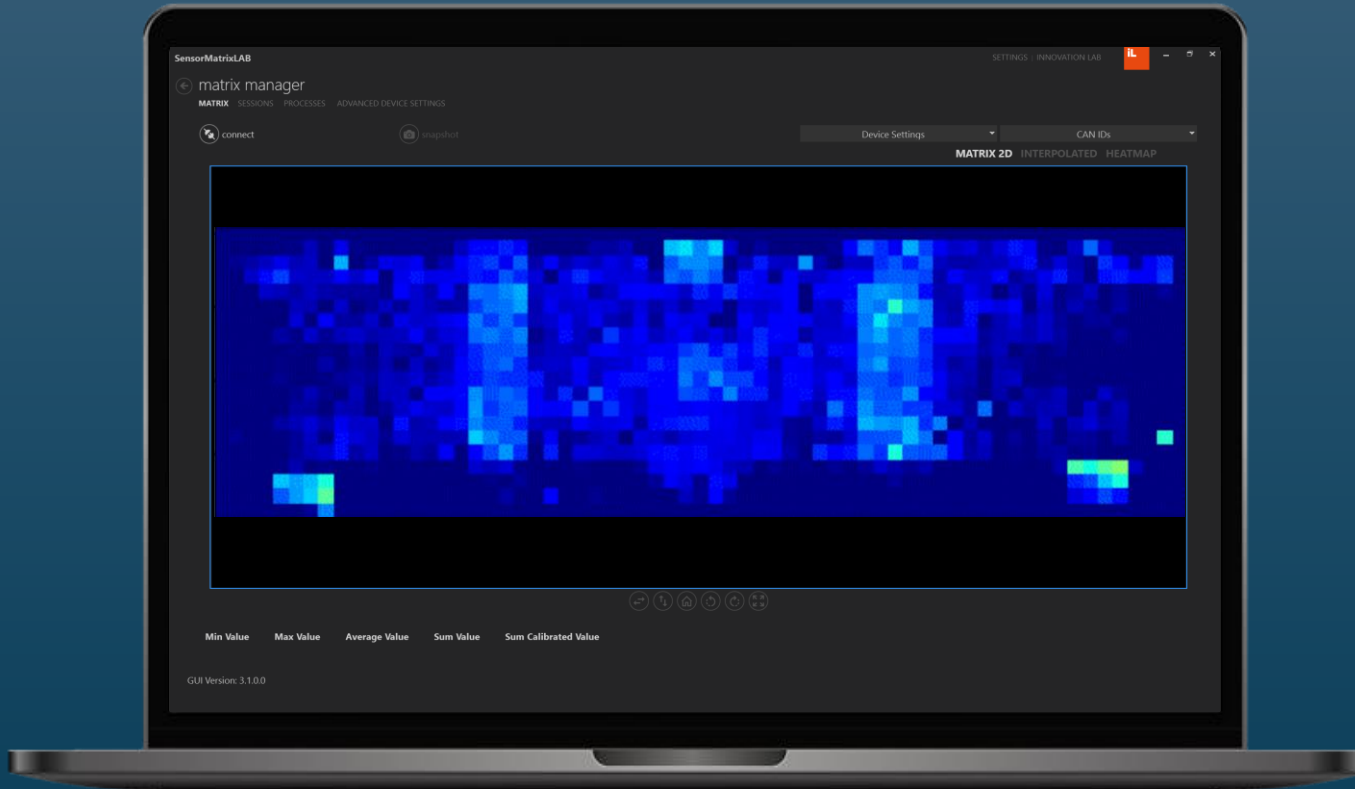 SensorMatrixLAB
SETTINGS | INNOVATION LAB
iL
matrix manager
MATRIX SESSIONS PROCESSES ADVANCED DEVICE SETTINGS
connect
snapshot
Device Settings
CAN IDs
MATRIX 2D INTERPOLATED HEATMAP
Min Value Max Value Average Value Sum Value Sum Calibrated Value
GUI Version: 3.1.0.0